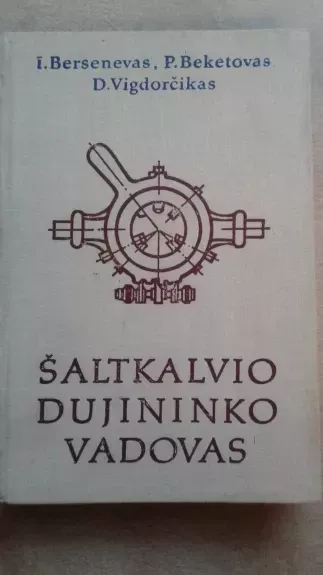 I. Bersenevas, P. Beketovas
D. Vigdorčikas
ŠALTKALVIO
DUJININKO
VADOVAS